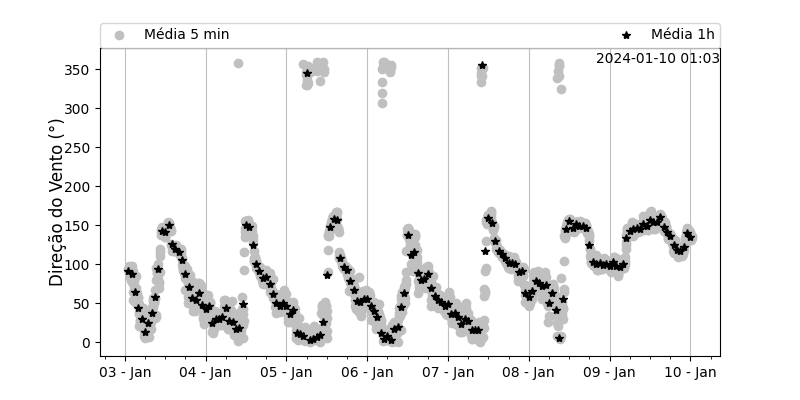 Média 5 min
Média 1h
2024-01-10 01:03
Direção do Vento (°)
350
300
250
200
150
100
50
0
03 - Jan
04 - Jan
05 - Jan
06 - Jan
07 - Jan
08 - Jan
09 - Jan
10 - Jan